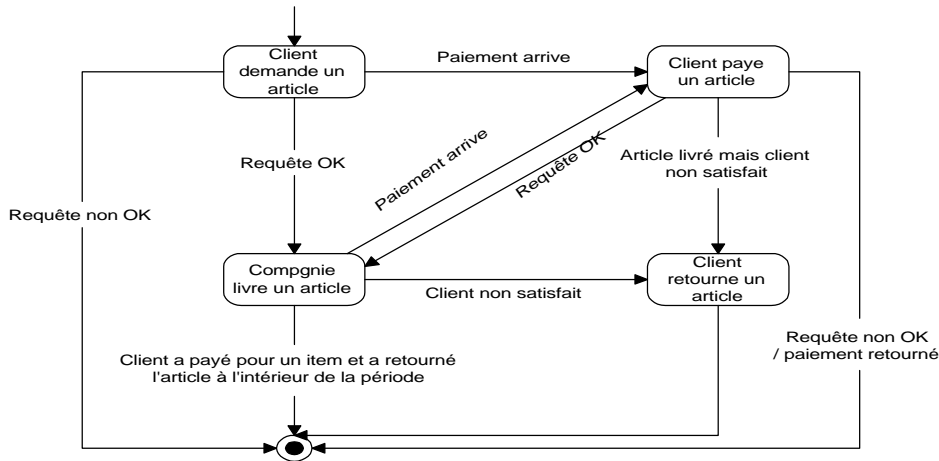 Client
demande un
article
Paiement arrive
Client paye
un article
Paiement arrive
Requête OK
Requête OK
Article livré mais client
non satisfait
Requête non OK
Compgnie
livre un article
Client non satisfait
Client
retourne un
article
Requête non OK
/ paiement retourné
Client a payé pour un item et a retourné
l'article à l'intérieur de la période